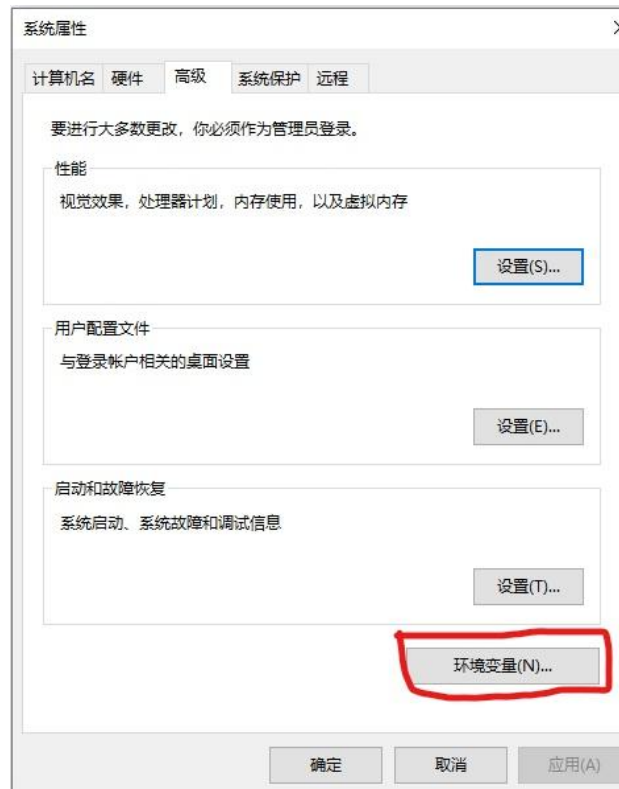 系统属性
计算机名 硬件 高级 系统保护 远程
要进行大多数更改，你必须作为管理员登录。
性能
视觉效果，处理器计划，内存使用，以及虚拟内存
设置(S)...
用户配置文件
与登录帐户相关的桌面设置
设置(E)...
启动和故障恢复
系统启动、系统故障和调试信息
设置(T)...
环境变量(N)...
确定 取消 应用(A)